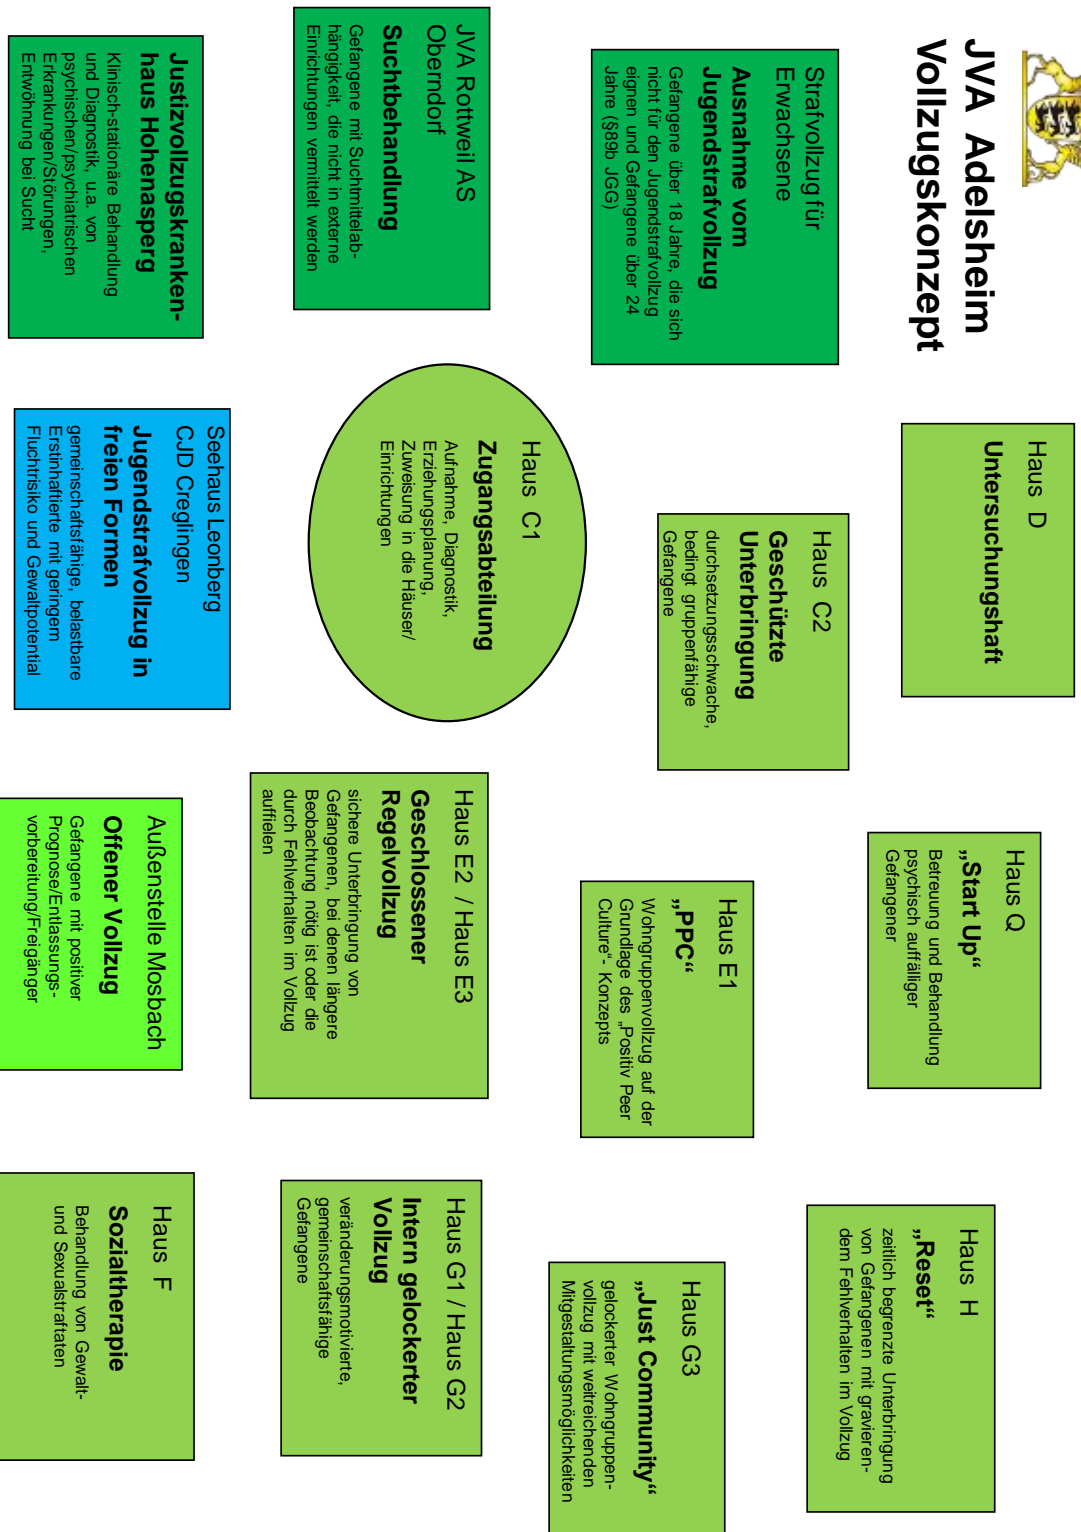 JVA Adelsheim
Vollzugskonzept
Haus D
Untersuchungshaft
Haus Q
„Start Up“
Betreuung und Behandlung
psychisch auffälliger
Gefangener
Haus H
„Reset“
zeitlich begrenzte Unterbringung
von Gefangenen mit gravieren-
dem Fehlverhalten im Vollzug
Strafvollzug für
Erwachsene
Ausnahme vom
Jugendstrafvollzug
Gefangene über 18 Jahre, die sich
nicht für den Jugendstrafvollzug
eignen und Gefangene über 24
Jahre (§89b JGG)
Haus C2
Geschützte
Unterbringung
durchsetzungsschwache,
bedingt gruppenfähige
Gefangene
Haus E1
„PPC“
Wohngruppenvollzug auf der
Grundlage des „Positiv Peer
Culture“- Konzepts
Haus G3
„Just Community“
gelockerter Wohngruppen-
vollzug mit weitreichenden
Mitgestaltungsmöglichkeiten
JVA Rottweil AS
Oberndorf
Suchtbehandlung
Gefangene mit Suchtmittelab-
hängigkeit, die nicht in externe
Einrichtungen vermittelt werden
Haus C1
Zugangsabteilung
Aufnahme, Diagnostik,
Erziehungsplanung,
Zuweisung in die Häuser/
Einrichtungen
Haus E2 / Haus E3
Geschlossener
Regelvollzug
sichere Unterbringung von
Gefangenen, bei denen längere
Beobachtung nötig ist oder die
durch Fehlverhalten im Vollzug
auffielen
Haus G1 / Haus G2
Intern gelockerter
Vollzug
veränderungsmotivierte,
gemeinschaftsfähige
Gefangene
Justizvollzugskranken-
haus Hohenasperg
Klinisch-stationäre Behandlung
und Diagnostik, u.a. von
psychischen/psychiatrischen
Erkrankungen/Störungen,
Entwöhnung bei Sucht
Seehaus Leonberg
CJD Creglingen
Jugendstrafvollzug in
freien Formen
gemeinschaftsfähige, belastbare
Erstinhaftierte mit geringem
Fluchtrisiko und Gewaltpotential
Außenstelle Mosbach
Offener Vollzug
Gefangene mit positiver
Prognose/Entlassungs-
vorbereitung/Freigänger
Haus F
Sozialtherapie
Behandlung von Gewalt-
und Sexualstraftaten